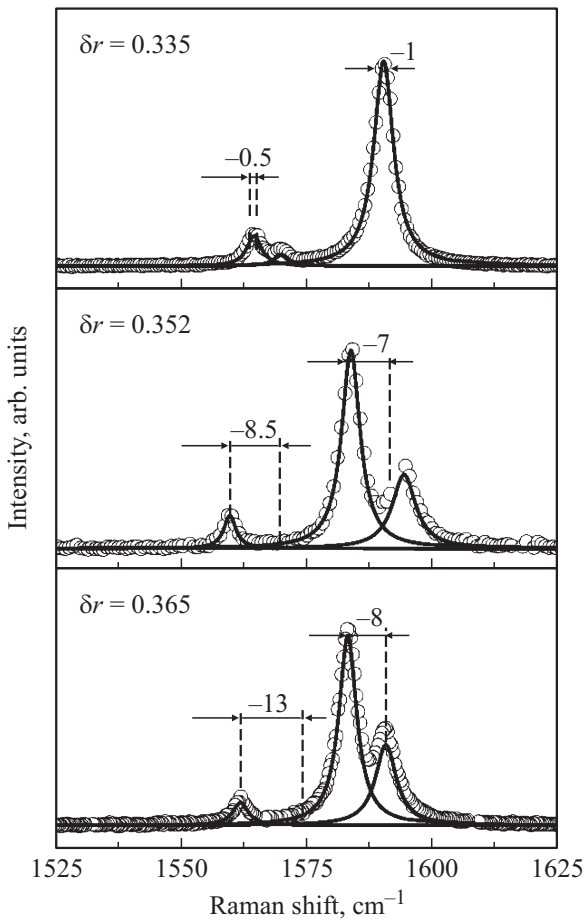 δr = 0.335
–1
–0.5
δr = 0.352
–7
–8.5
δr = 0.365
–8
–13
Intensity, arb. units
1525 1550 1575 1600 1625
Raman shift, cm–1